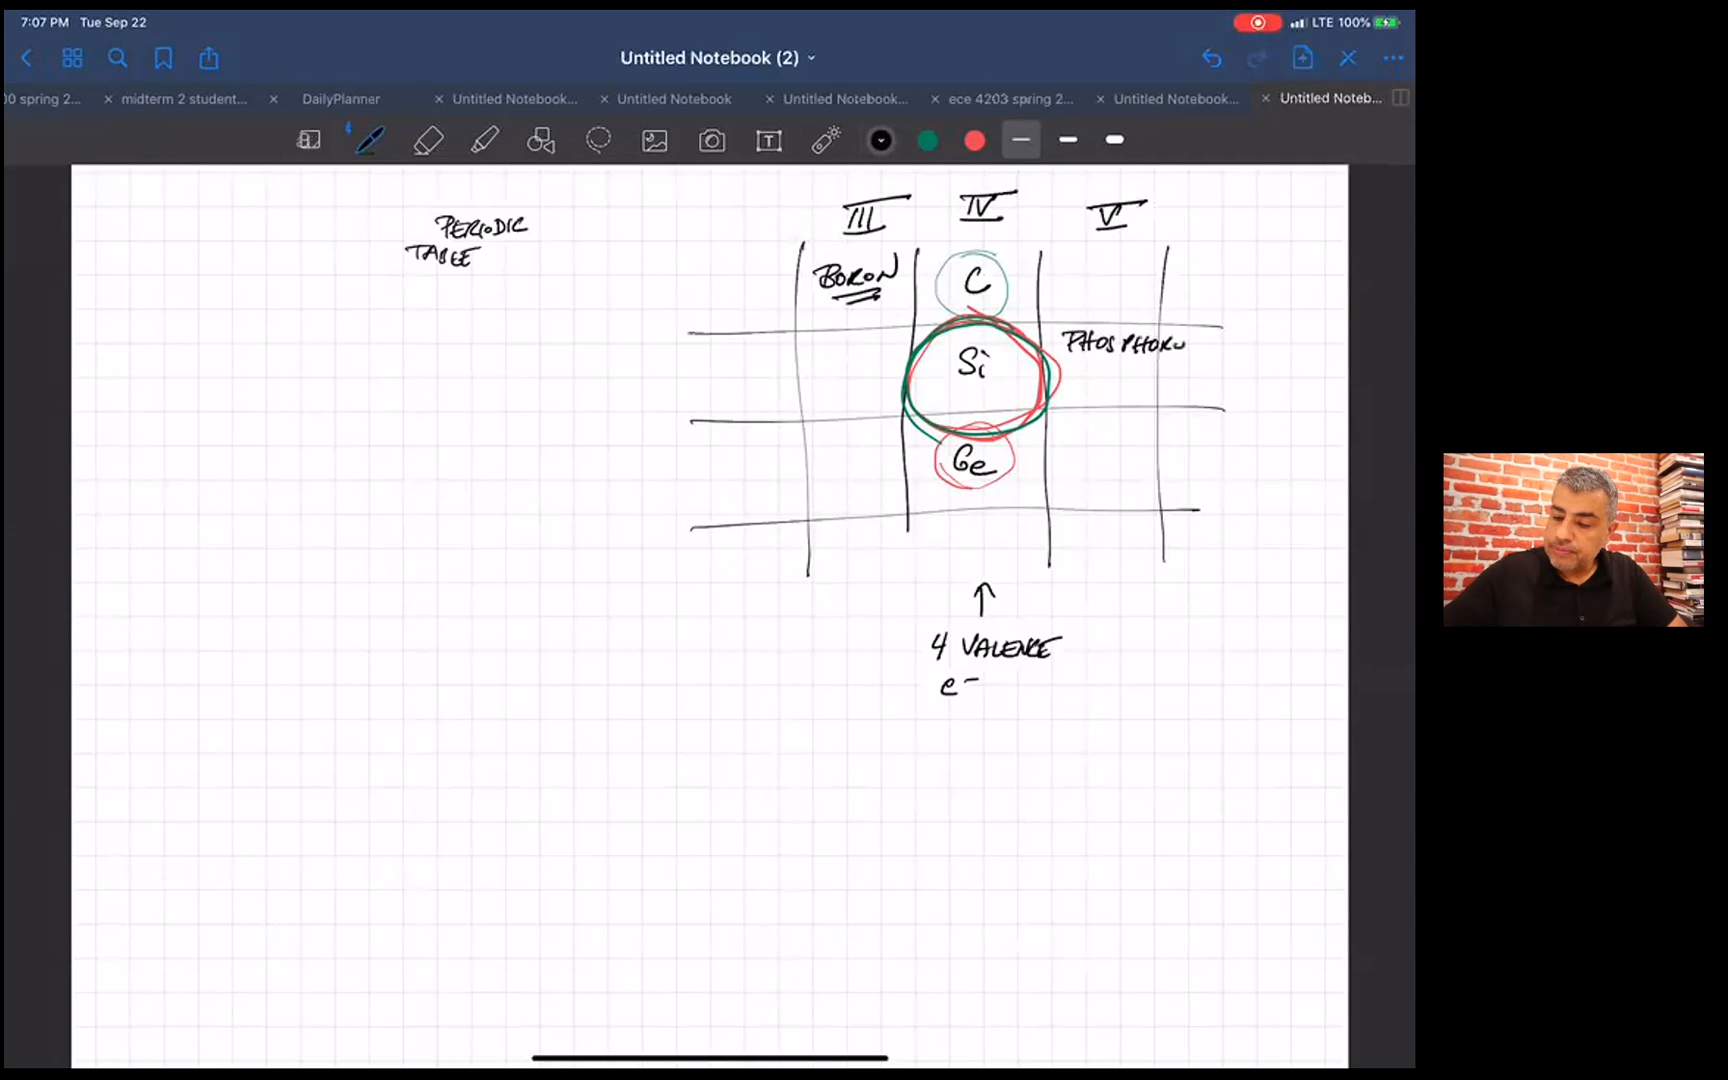 7:07 PM Tue Sep 22
LTE 100%
Untitled Notebook (2)
00 spring 2...
midterm 2 student...
DailyPlanner
Untitled Notebook...
Untitled Notebook
Untitled Notebook...
ece 4203 spring 2...
Untitled Notebook...
Untitled Noteb...
T
PERIODIC
TABLE
III IV V
BORON C
Si PHOSPHORU
Ge
4 VALENCE
e-